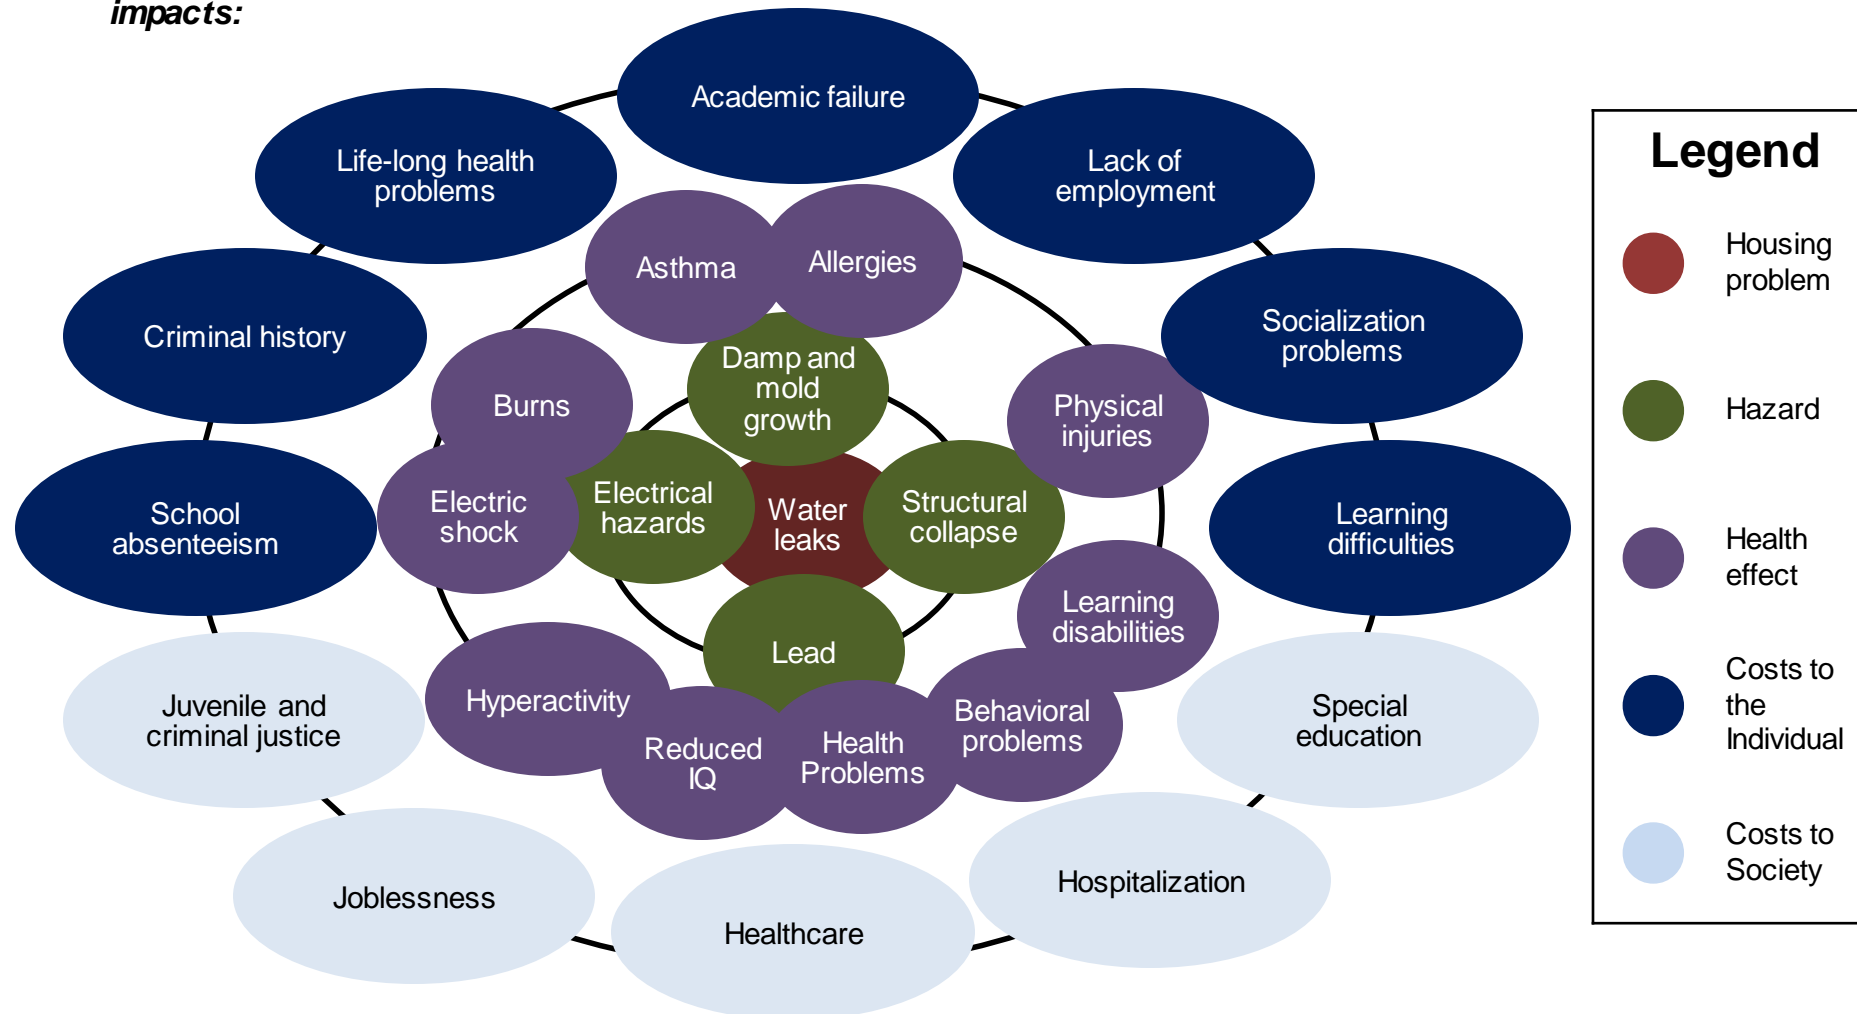 impacts:
Academic failure
Life-long health
problems
Lack of
employment
Asthma
Allergies
Criminal history
Socialization
problems
Damp and
mold
growth
Burns
Physical
injuries
School
absenteeism
Electric
shock
Electrical
hazards
Water
leaks
Structural
collapse
Learning
difficulties
Learning
disabilities
Lead
Juvenile and
criminal justice
Hyperactivity
Reduced
IQ
Health
Problems
Behavioral
problems
Special
education
Joblessness
Healthcare
Hospitalization
Legend
Housing
problem
Hazard
Health
effect
Costs to
the
Individual
Costs to
Society